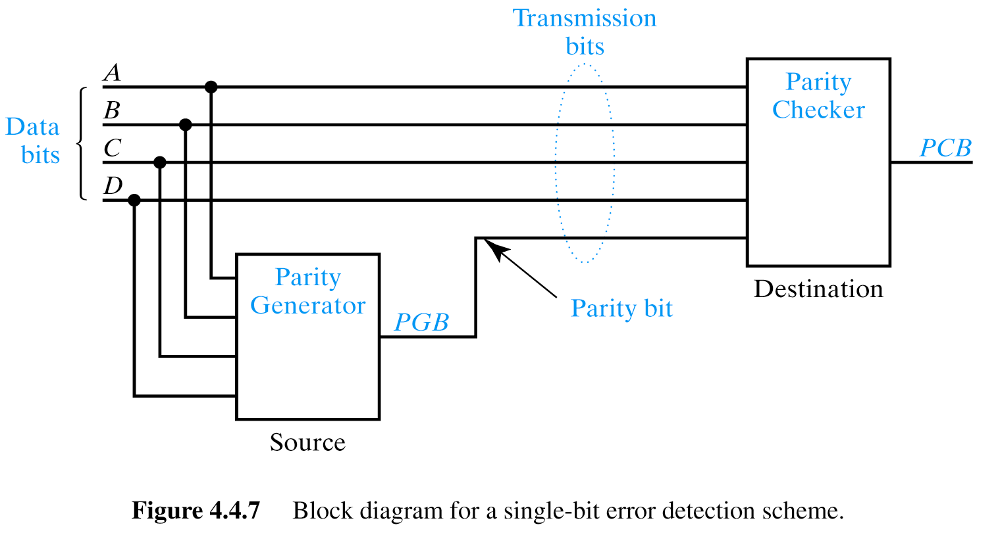 Transmission
bits
A
B
C
D
Data
bits
Parity
Checker
PCB
Destination
Parity
Generator
PGB
Parity bit
Source
Figure 4.4.7 Block diagram for a single-bit error detection scheme.